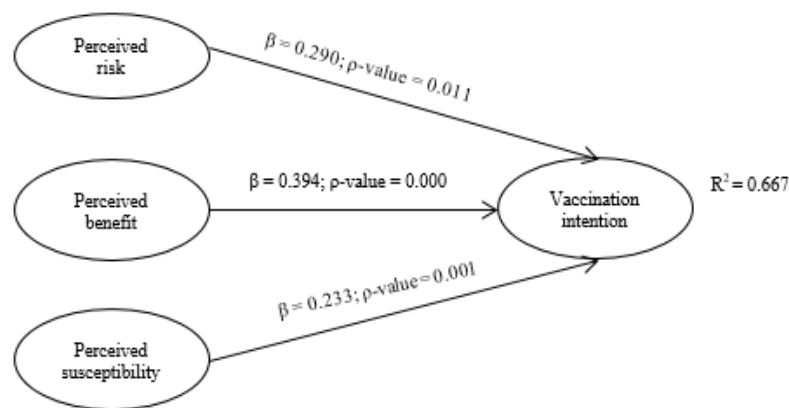 Perceived
risk
β = 0.290; ρ-value = 0.011
Perceived
benefit
β = 0.394; ρ-value = 0.000
Vaccination
intention
R² = 0.667
β = 0.233; ρ-value = 0.001
Perceived
susceptibility